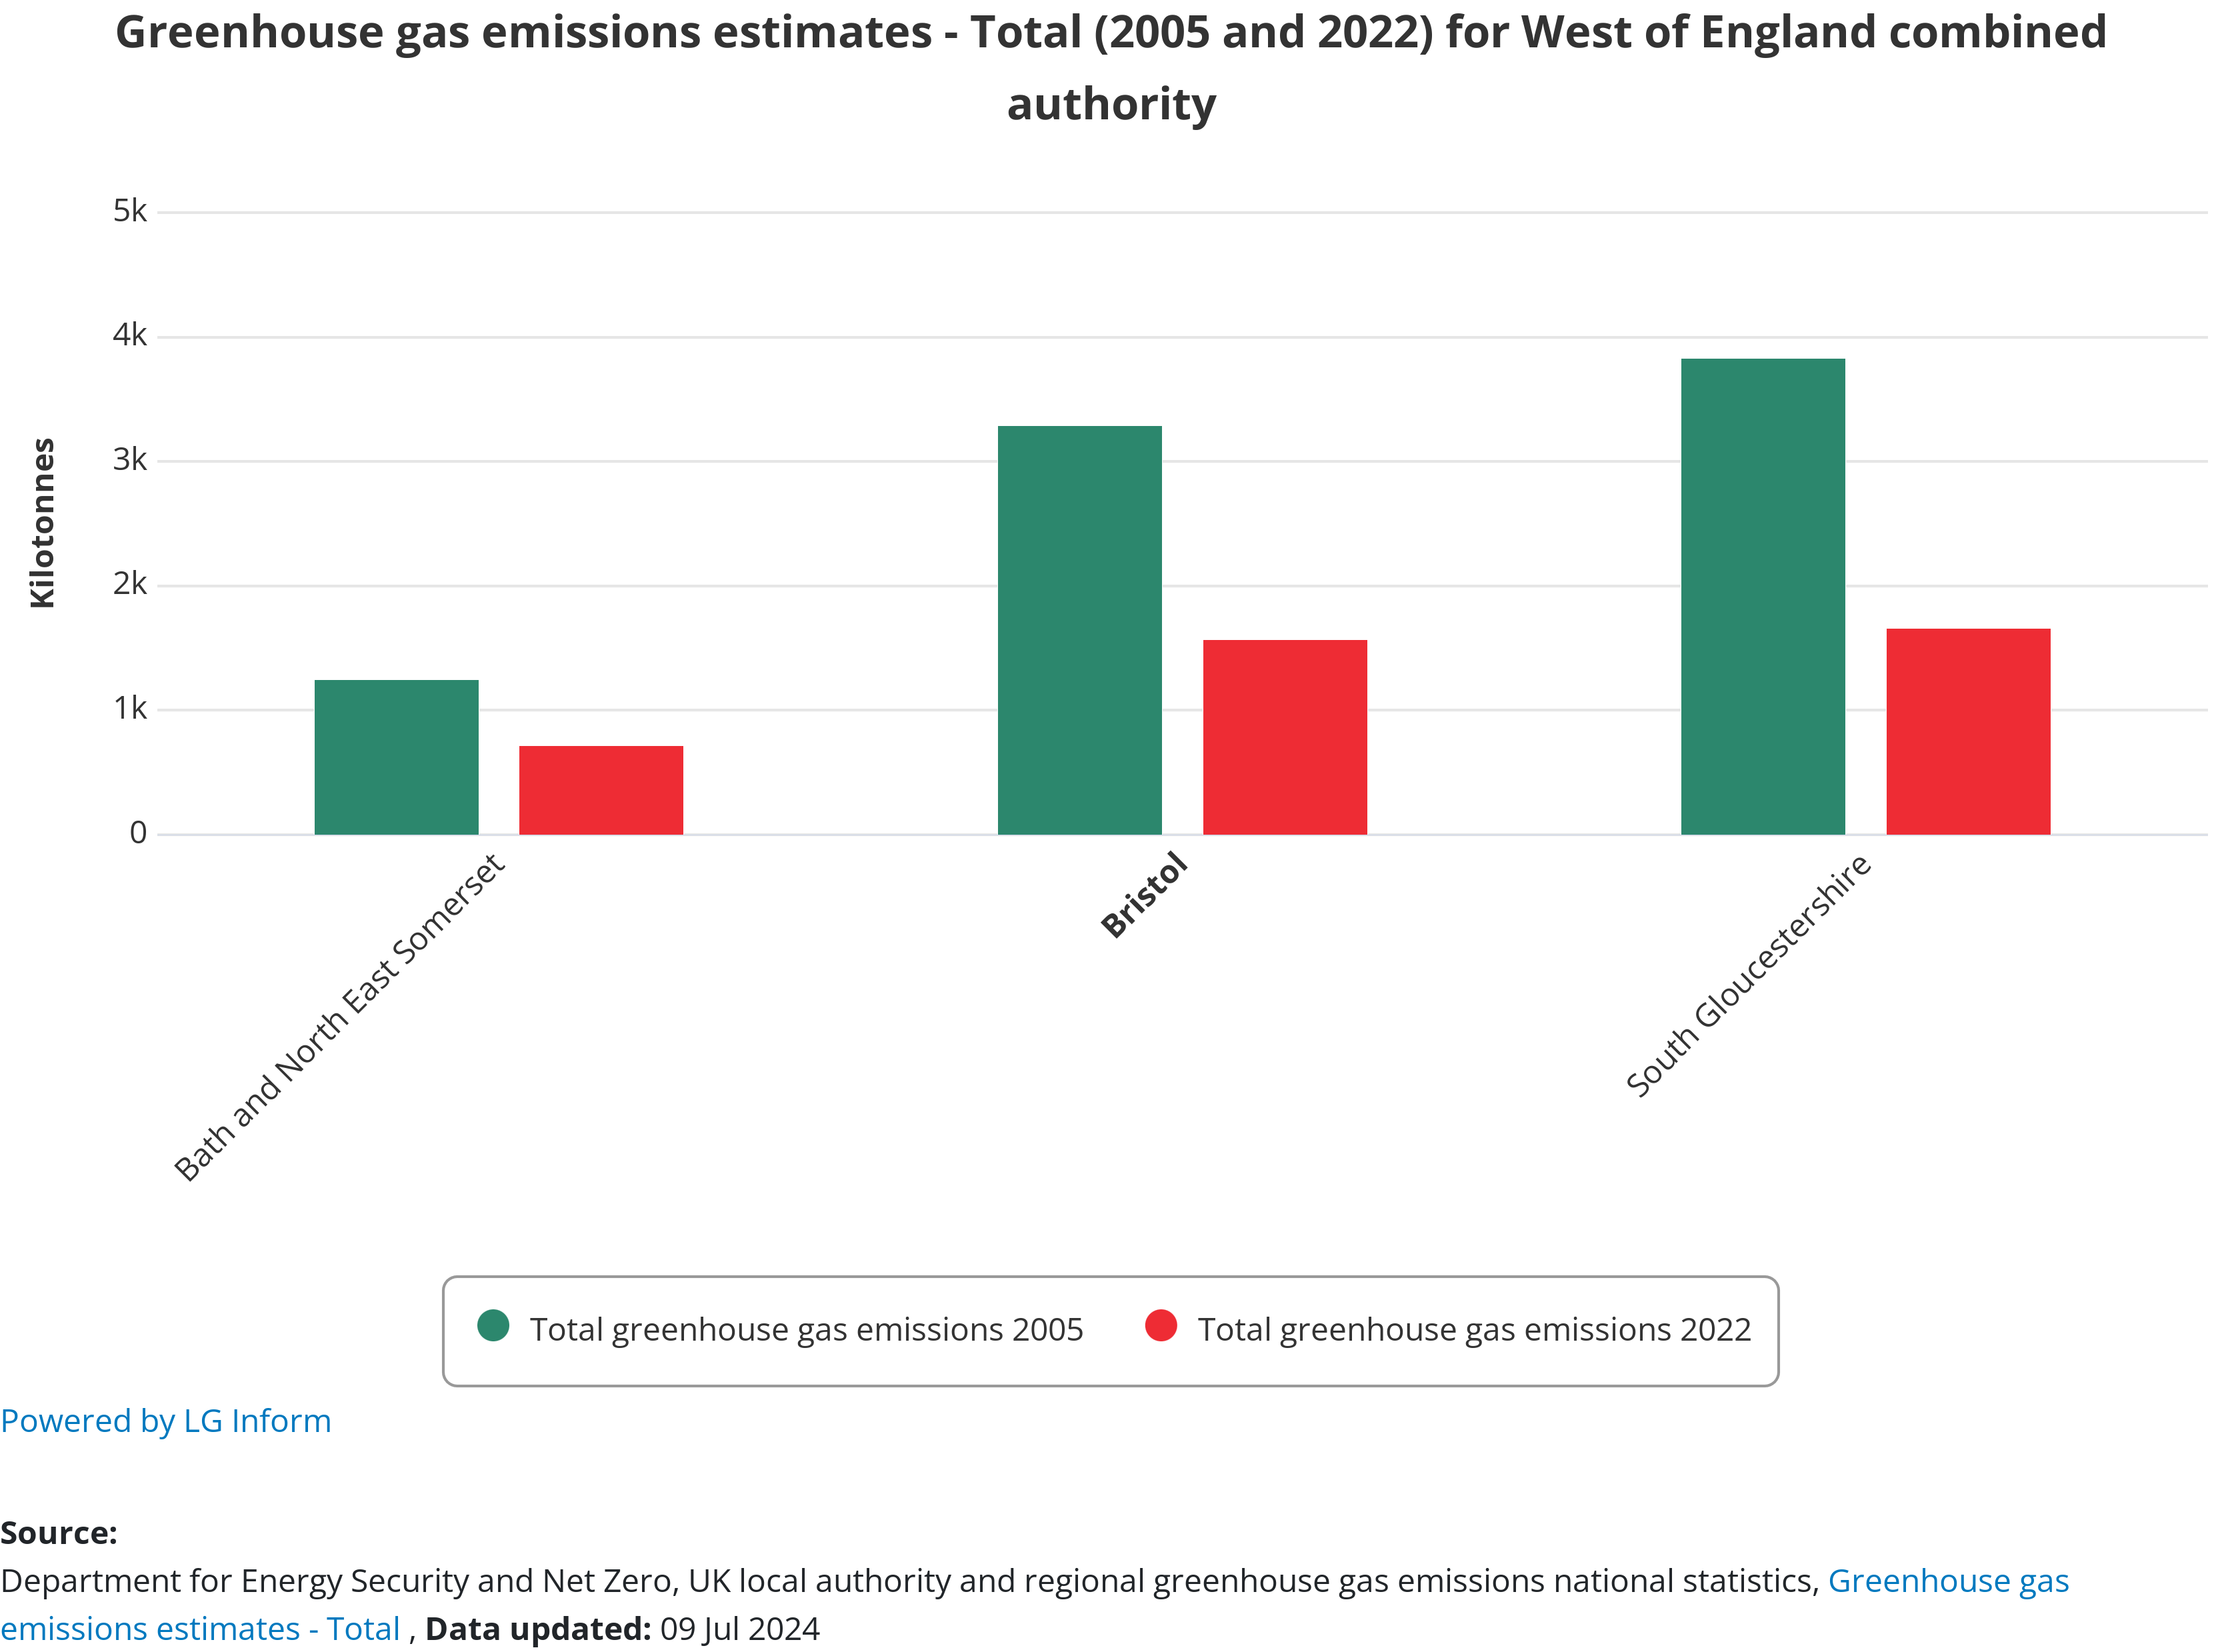 Greenhouse gas emissions estimates - Total (2005 and 2022) for West of England combined
authority
5k
4k
3k
2k
1k
0
Kilotonnes
Bath and North East Somerset
Bristol
South Gloucestershire
Total greenhouse gas emissions 2005
Total greenhouse gas emissions 2022
Powered by LG Inform
Source:
Department for Energy Security and Net Zero, UK local authority and regional greenhouse gas emissions national statistics, Greenhouse gas
emissions estimates - Total , Data updated: 09 Jul 2024